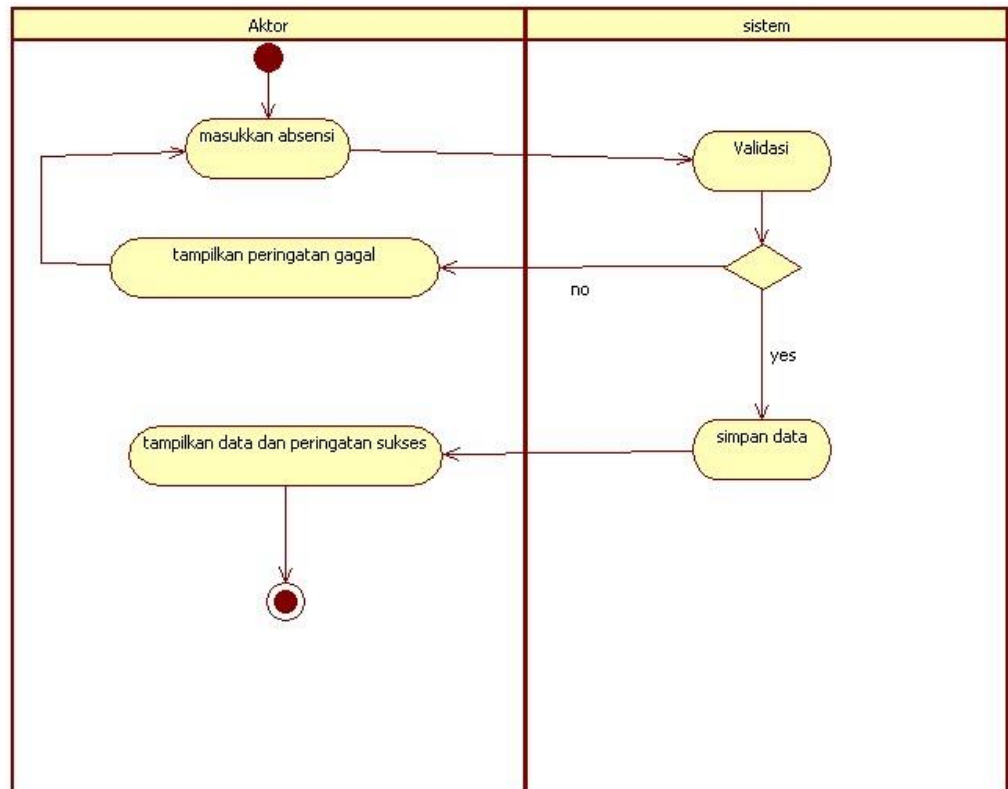 Aktor
sistem
masukkan absensi
Validasi
tampilkan peringatan gagal
no
yes
tampilkan data dan peringatan sukses
simpan data